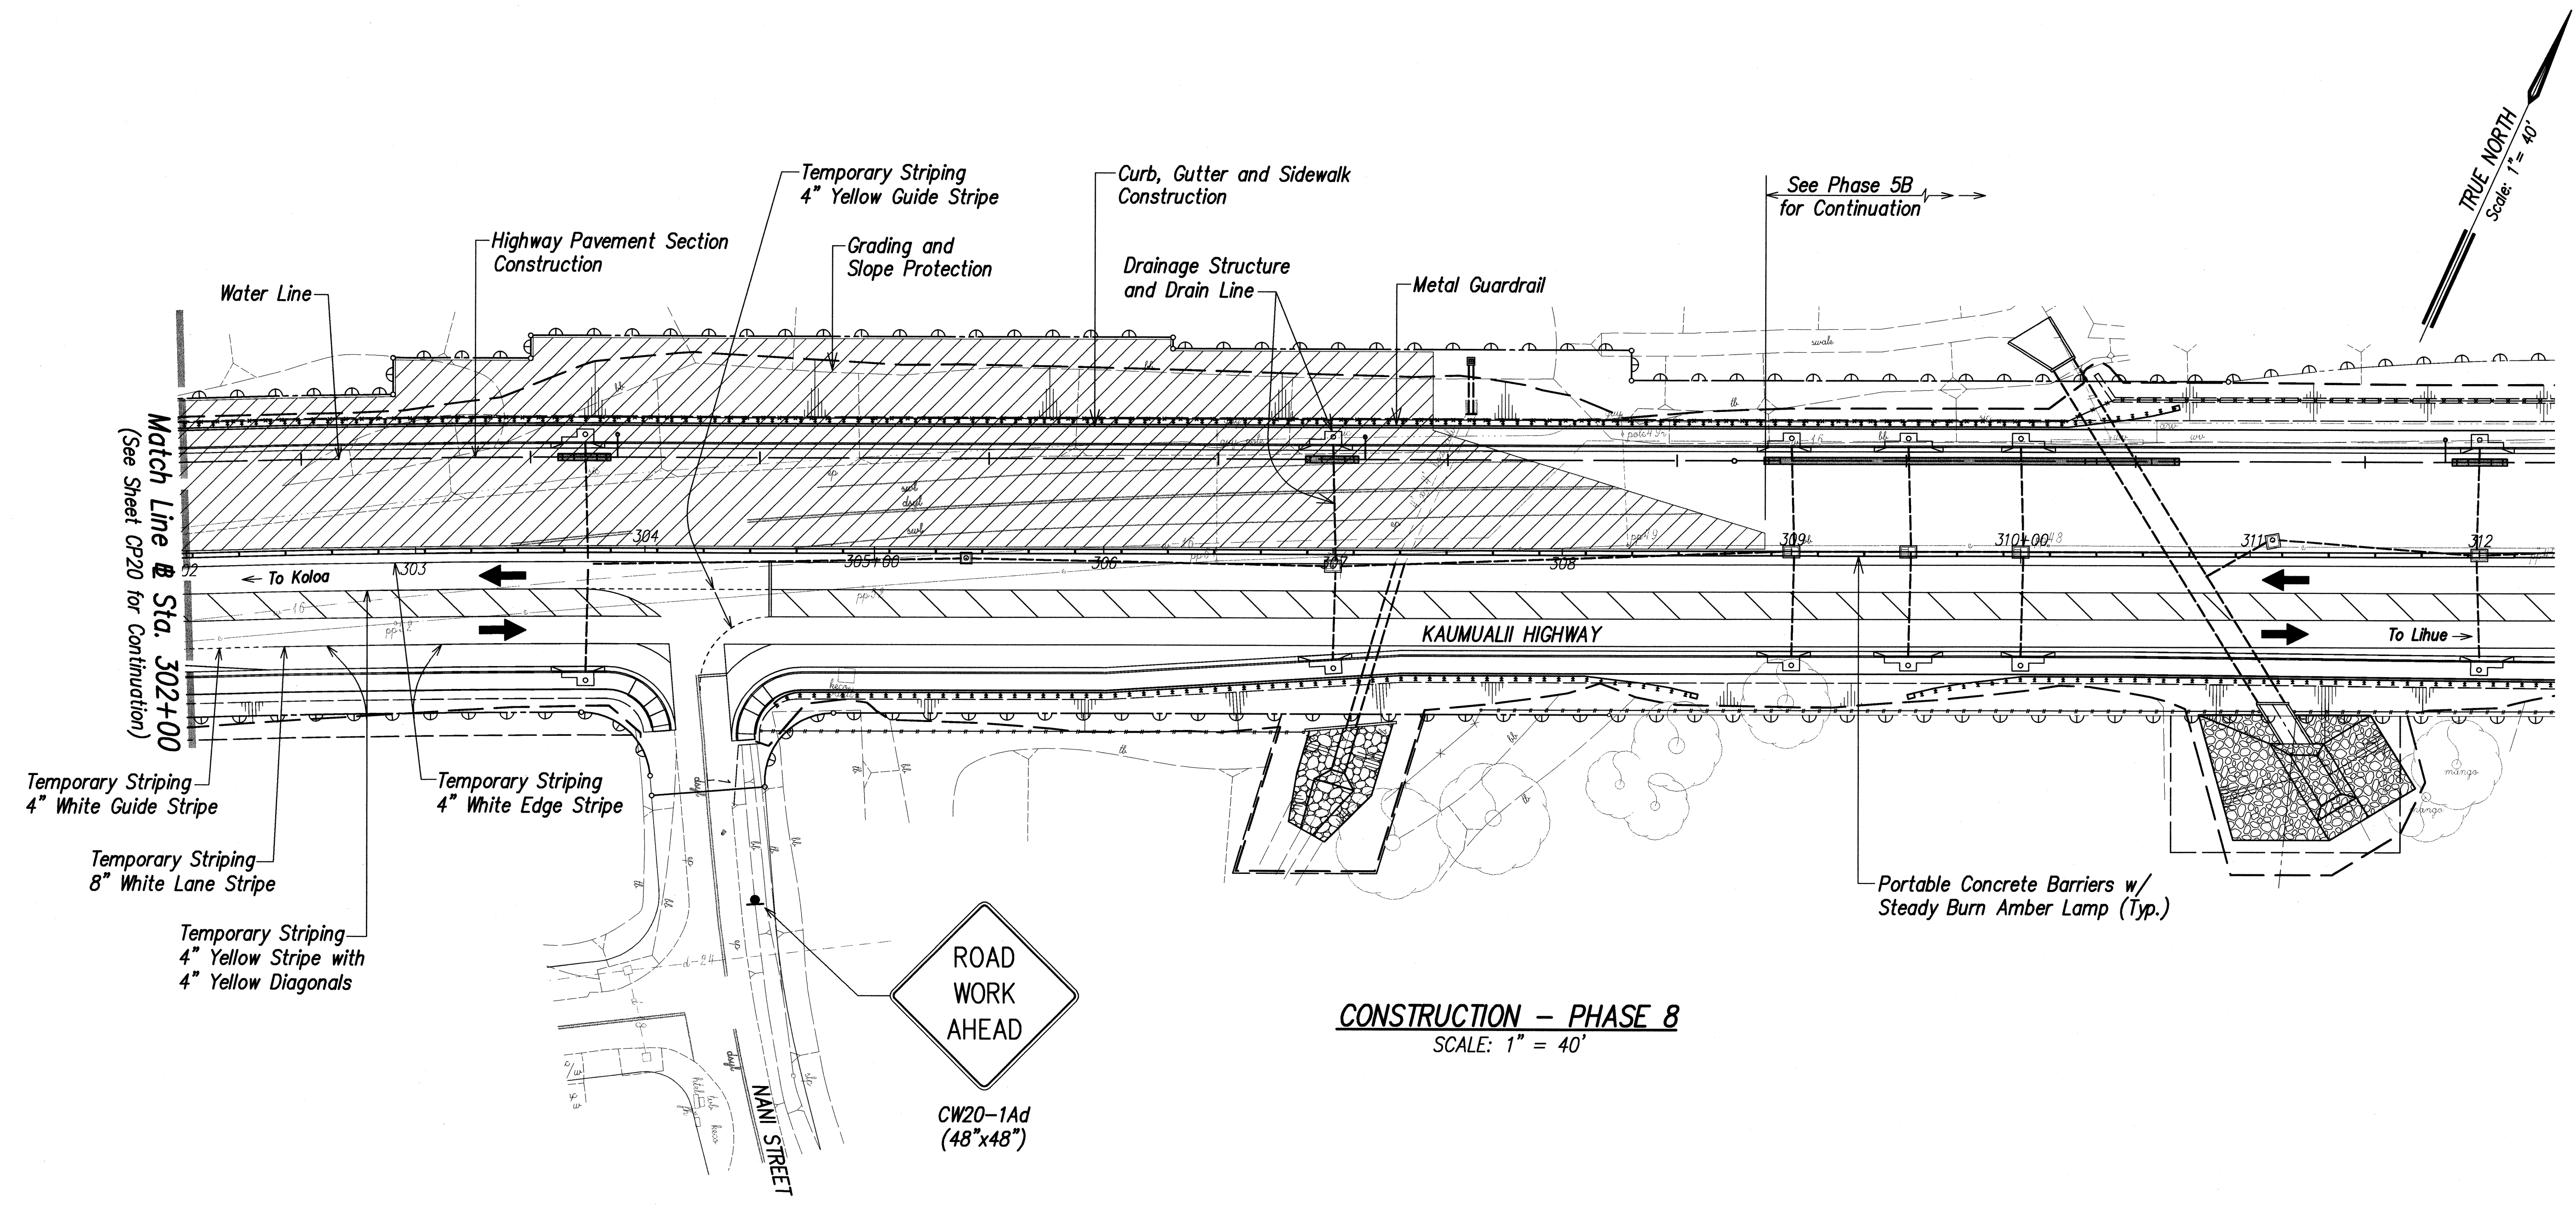 TRUE NORTH
Scale: 1"= 40'
Temporary Striping
4" Yellow Guide Stripe
Curb, Gutter and Sidewalk
Construction
See Phase 5B
for Continuation
Highway Pavement Section
Construction
Grading and
Slope Protection
Drainage Structure
and Drain Line
Metal Guardrail
Water Line
swale
Match Line ℄ Sta. 302+00
(See Sheet CP20 for Continuation)
02
303
304
305+00
306
307
308
309
310+00
311
312
← To Koloa
KAUMUALII HIGHWAY
To Lihue →
Temporary Striping
4" White Guide Stripe
Temporary Striping
4" White Edge Stripe
Temporary Striping
8" White Lane Stripe
Temporary Striping
4" Yellow Stripe with
4" Yellow Diagonals
mango
mango
Portable Concrete Barriers w/
Steady Burn Amber Lamp (Typ.)
d-24
ROAD
WORK
AHEAD
CW20-1Ad
(48"x48")
NANI STREET
CONSTRUCTION - PHASE 8
SCALE: 1" = 40'